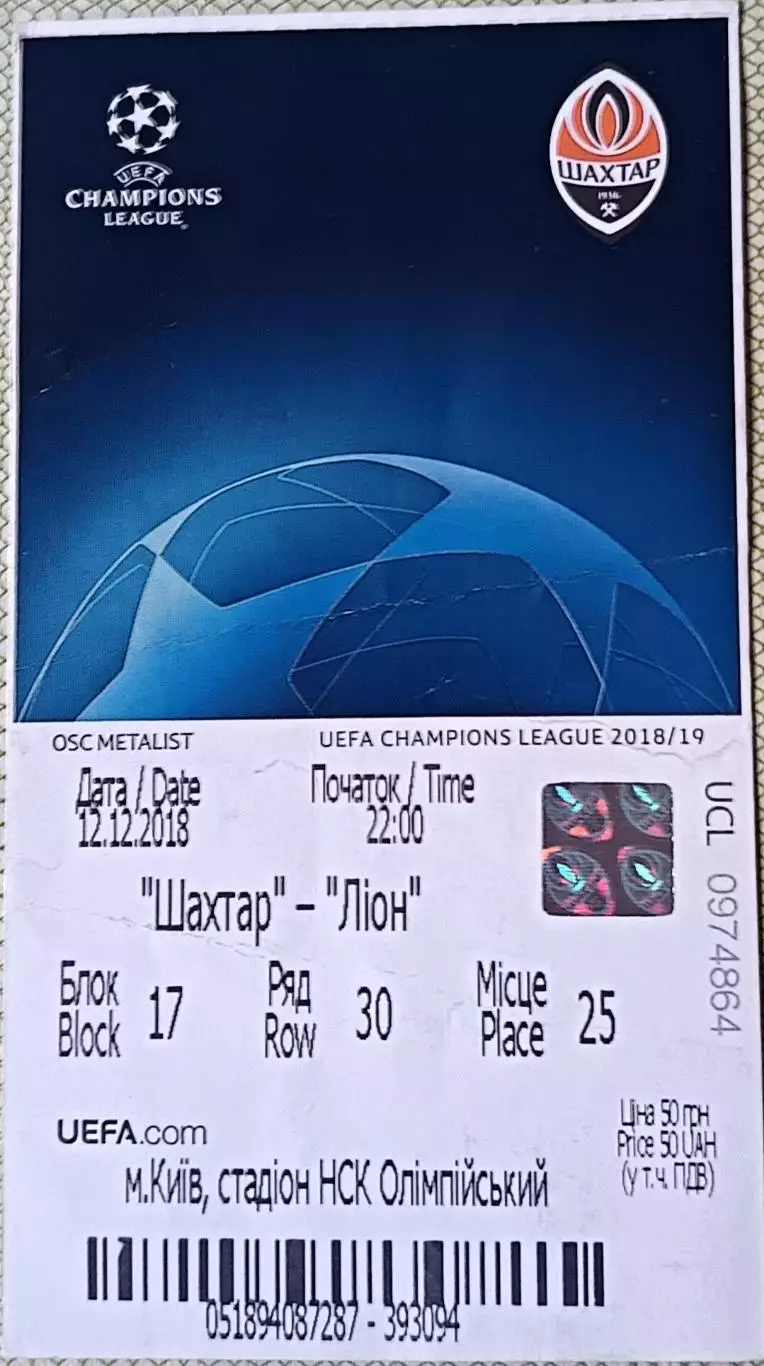 UEFA
CHAMPIONS
LEAGUE
ШАХТАР
1936
OSC METALIST
UEFA CHAMPIONS LEAGUE 2018/19
Дата / Date
12.12.2018
Початок / Time
22:00
"Шахтар" – "Ліон"
UCL 0974864
Блок
Block
17
Ряд
Row
30
Місце
Place
25
UEFA.com
Ціна 50 грн
Price 50 UAH
(у т.ч. ПДВ)
м.Київ, стадіон НСК Олімпійський
051894087287 - 393094